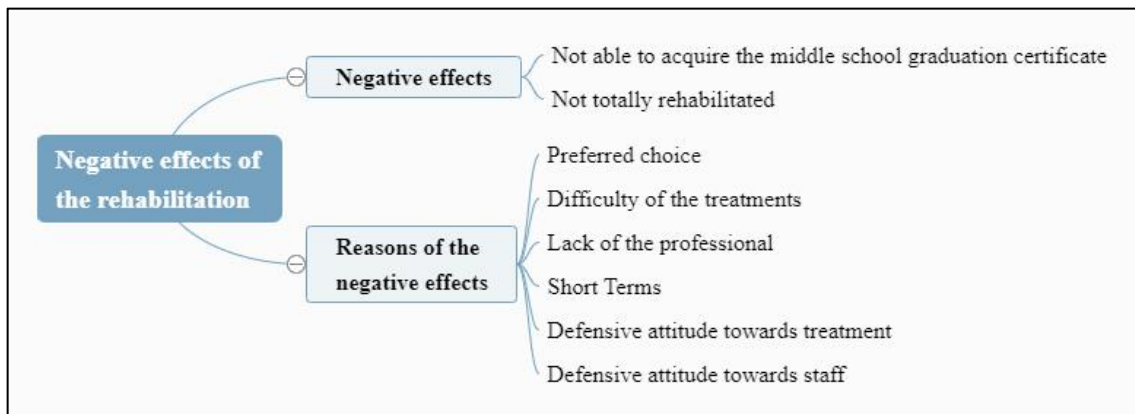 Negative effects of
the rehabilitation
Negative effects
Not able to acquire the middle school graduation certificate
Not totally rehabilitated
Reasons of the
negative effects
Preferred choice
Difficulty of the treatments
Lack of the professional
Short Terms
Defensive attitude towards treatment
Defensive attitude towards staff